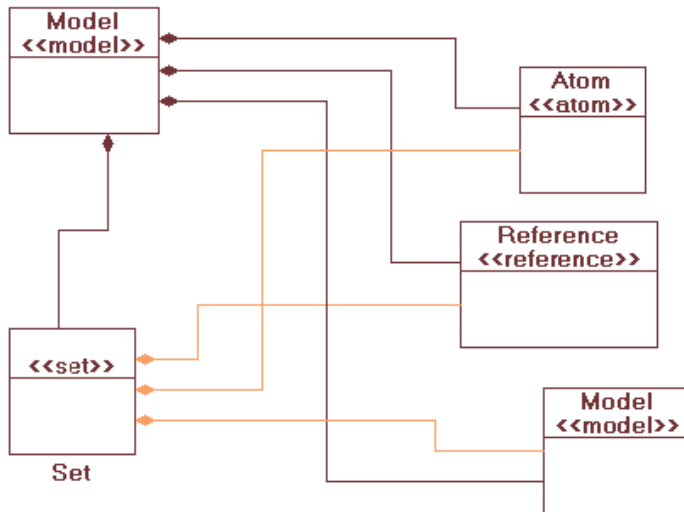 Model
<<model>>
Atom
<<atom>>
Reference
<<reference>>
<<set>>
Set
Model
<<model>>